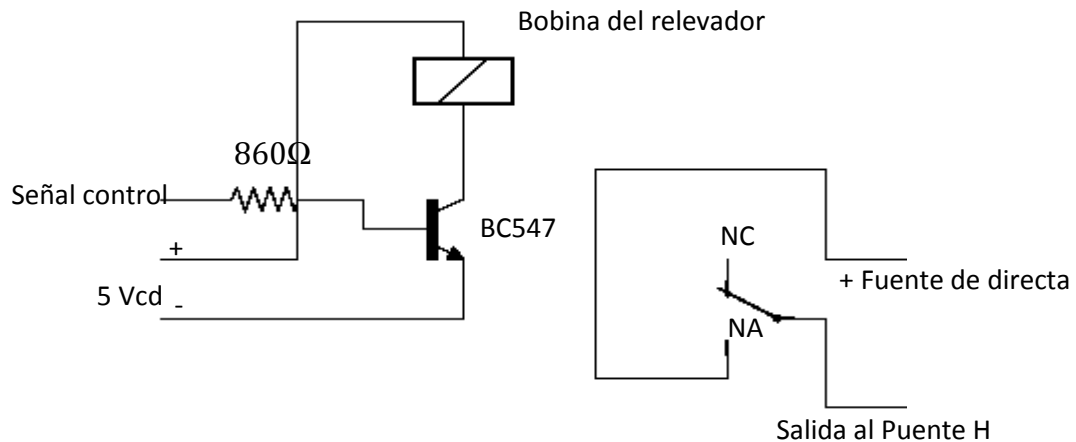 Bobina del relevador
860Ω
Señal control
BC547
+
5 Vcd -
NC
+ Fuente de directa
NA
Salida al Puente H